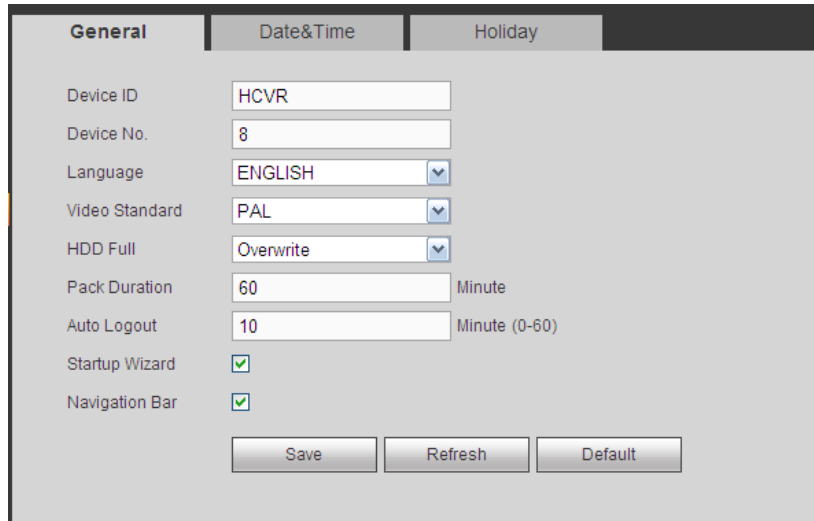 General Date&Time Holiday
Device ID HCVR
Device No. 8
Language ENGLISH
Video Standard PAL
HDD Full Overwrite
Pack Duration 60 Minute
Auto Logout 10 Minute (0-60)
Startup Wizard
Navigation Bar
Save Refresh Default